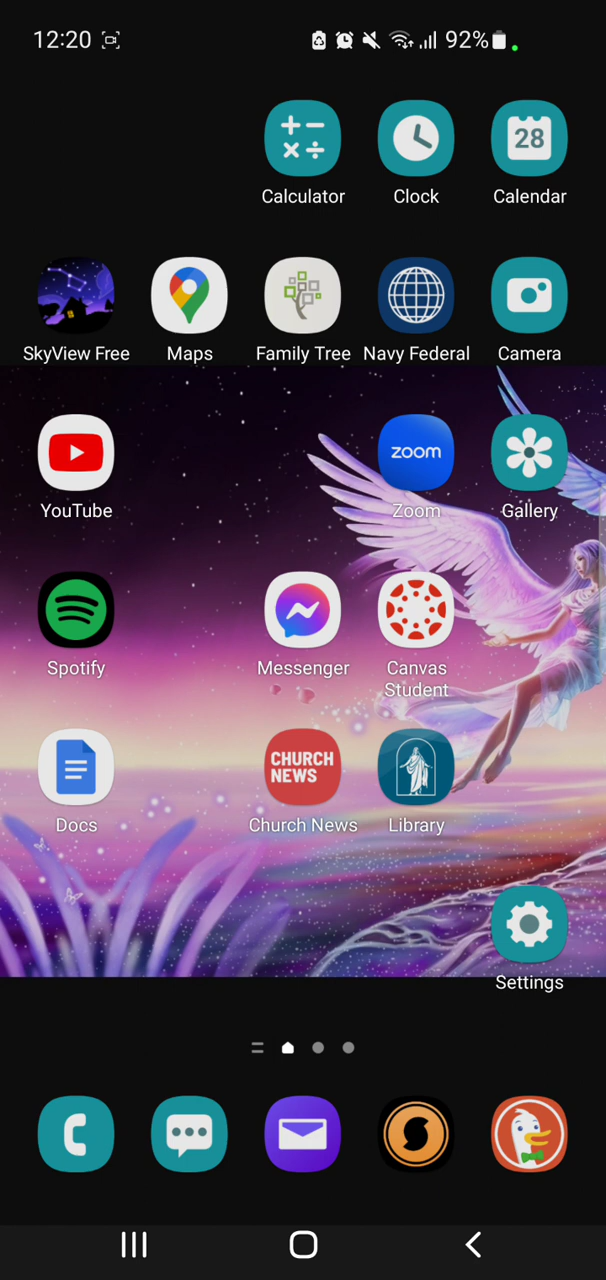 12:20 92%
Calculator Clock Calendar
28
SkyView Free Maps Family Tree Navy Federal Camera
zoom
YouTube Zoom Gallery
Spotify Messenger Canvas
Student
CHURCH
NEWS
Docs Church News Library
Settings